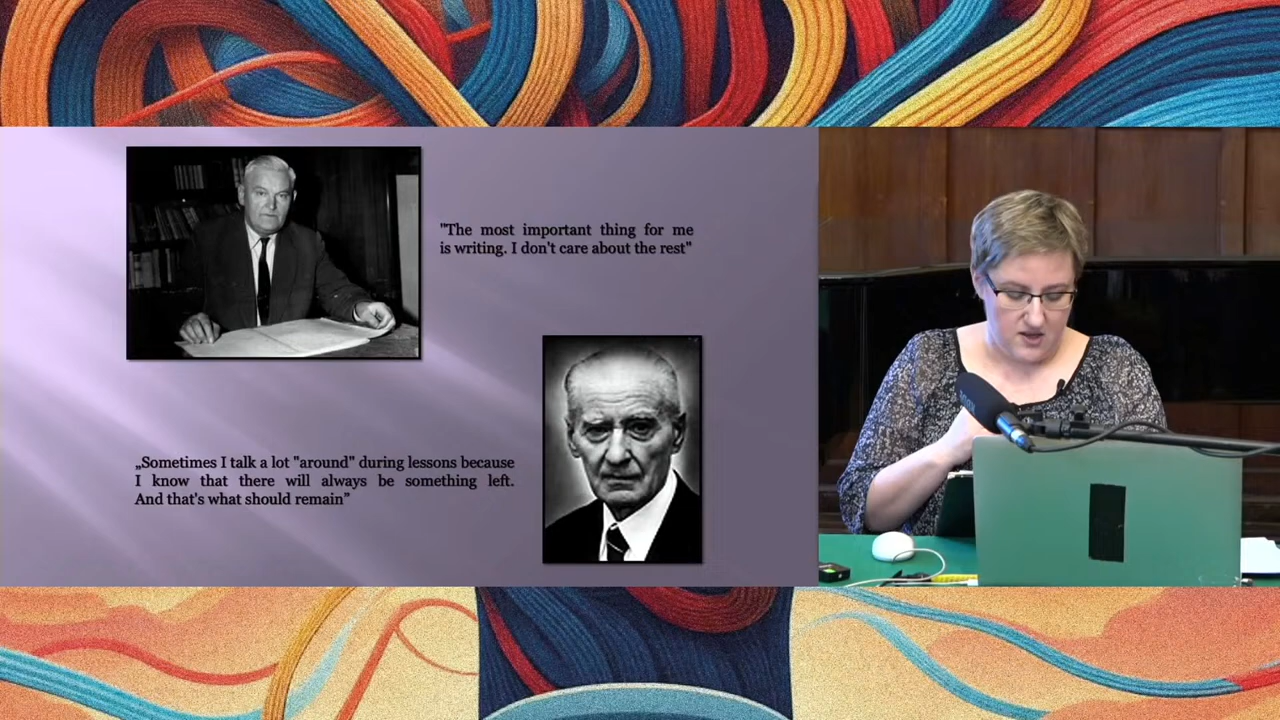 "The most important thing for me
is writing. I don't care about the rest"
„Sometimes I talk a lot "around" during lessons because
I know that there will always be something left.
And that's what should remain”